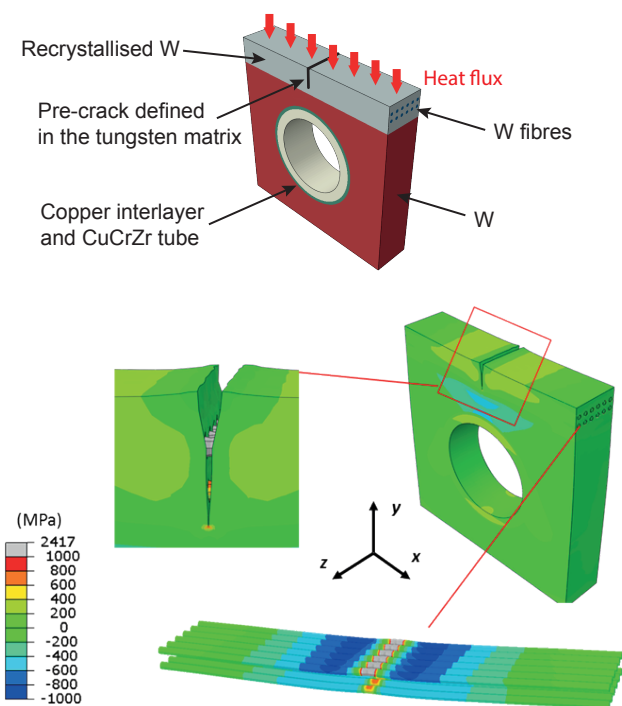 Recrystallised W
Heat flux
Pre-crack defined
in the tungsten matrix
W fibres
Copper interlayer
and CuCrZr tube
W
(MPa)
2417
1000
800
600
400
200
0
-200
-400
-600
-800
-1000
y
z
x